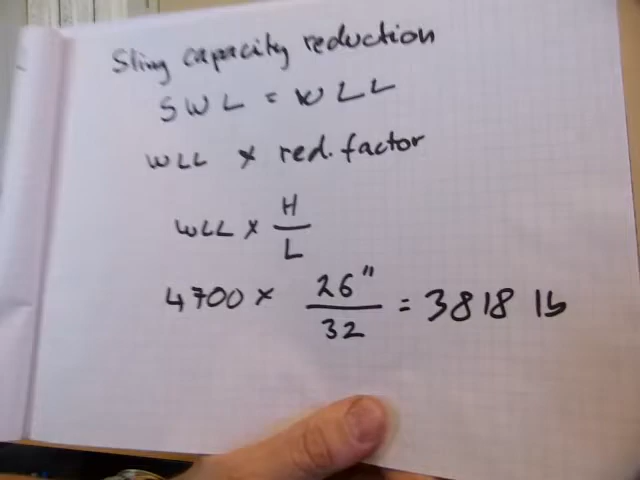 Sling capacity reduction
SWL = WLL
WLL × red. factor
WLL × H/L
4700 × 26"/32 = 3818 lb